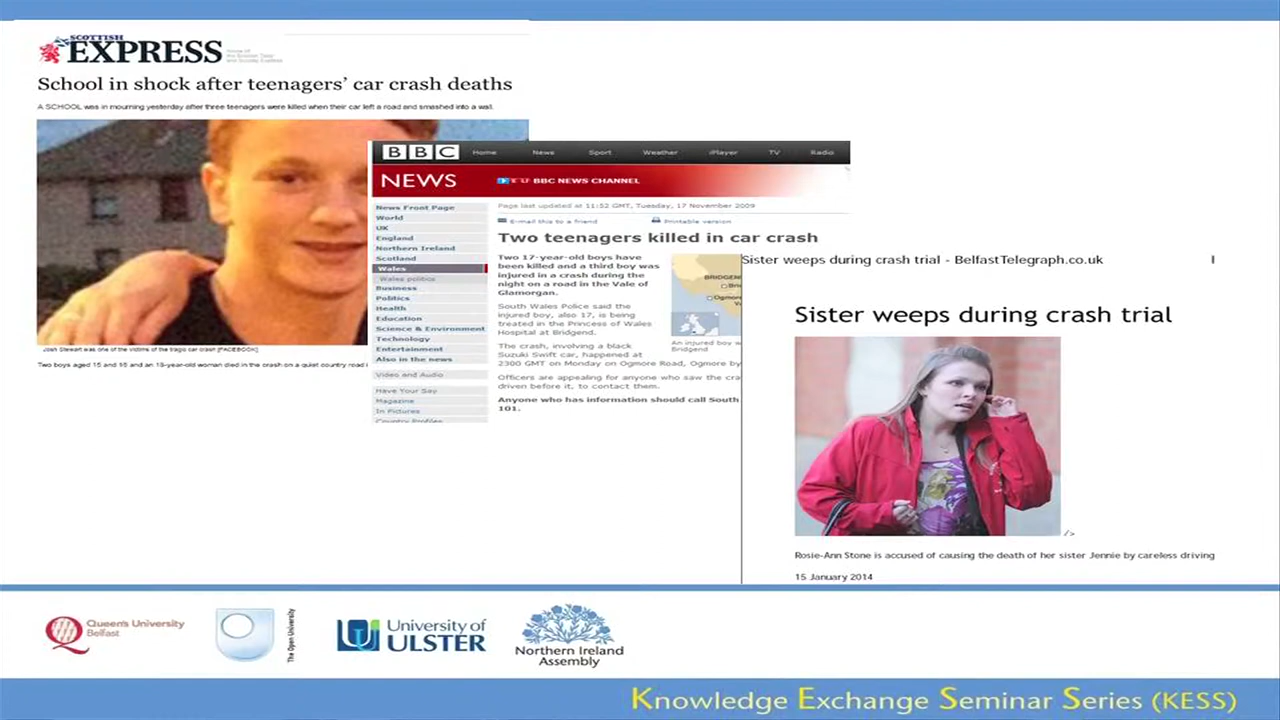 SCOTTISH
EXPRESS
School in shock after teenagers' car crash deaths
A SCHOOL was in mourning yesterday after three teenagers were killed when their car left a road and smashed into a wall.
Josh Stewart was one of the victims of the tragic car crash [FACEBOOK]
Two boys aged 15 and 16 and an 18-year-old woman died in the crash on a quiet country road
BBC
Home News Sport Weather iPlayer TV Radio
NEWS
BBC NEWS CHANNEL
News Front Page
World
UK
England
Northern Ireland
Scotland
Wales
Wales politics
Business
Politics
Health
Education
Science & Environment
Technology
Entertainment
Also in the news
Video and Audio
Have Your Say
Magazine
In Pictures
Country Profiles
Page last updated at 11:52 GMT, Tuesday, 17 November 2009
E-mail this to a friend
Printable version
Two teenagers killed in car crash
Two 17-year-old boys have
been killed and a third boy was
injured in a crash during the
night on a road in the Vale of
Glamorgan.
South Wales Police said the
injured boy, also 17, is being
treated in the Princess of Wales
Hospital at Bridgend.
The crash, involving a black
Suzuki Swift car, happened at
2300 GMT on Monday on Ogmore Road, Ogmore by
Officers are appealing for anyone who saw the cra
driven before it, to contact them.
Anyone who has information should call South
101.
BRIDGEN
Bri
Ogmor
Va
An injured boy w
Bridgend
Sister weeps during crash trial - BelfastTelegraph.co.uk
Sister weeps during crash trial
/>
Rosie-Ann Stone is accused of causing the death of her sister Jennie by careless driving
15 January 2014
Queen's University
Belfast
The Open University
University of
ULSTER
Northern Ireland
Assembly
Knowledge Exchange Seminar Series (KESS)